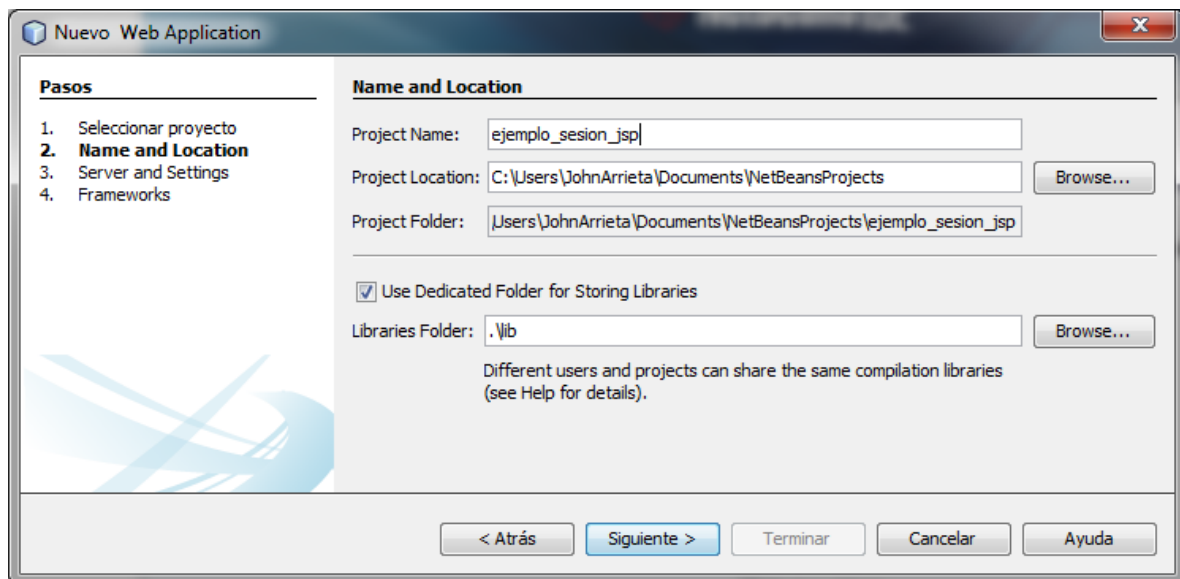 Nuevo Web Application
Pasos
1. Seleccionar proyecto
2. Name and Location
3. Server and Settings
4. Frameworks
Name and Location
Project Name: ejemplo_sesion_jsp
Project Location: C:\Users\JohnArrieta\Documents\NetBeansProjects Browse...
Project Folder: \Users\JohnArrieta\Documents\NetBeansProjects\ejemplo_sesion_jsp
Use Dedicated Folder for Storing Libraries
Libraries Folder: .\lib Browse...
Different users and projects can share the same compilation libraries
(see Help for details).
< Atrás Siguiente > Terminar Cancelar Ayuda